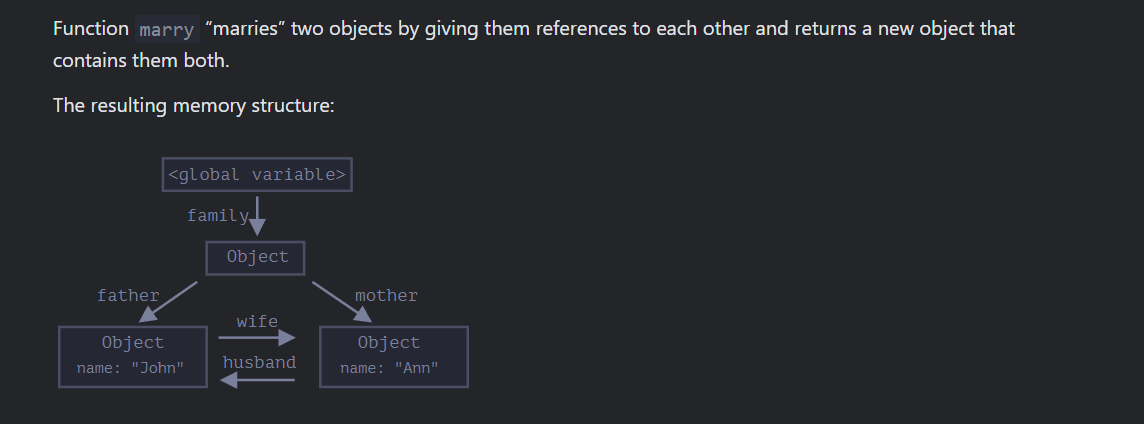 Function marry “marries” two objects by giving them references to each other and returns a new object that
contains them both.
The resulting memory structure:
<global variable>
family
Object
father
mother
wife
Object
name: "John"
husband
Object
name: "Ann"